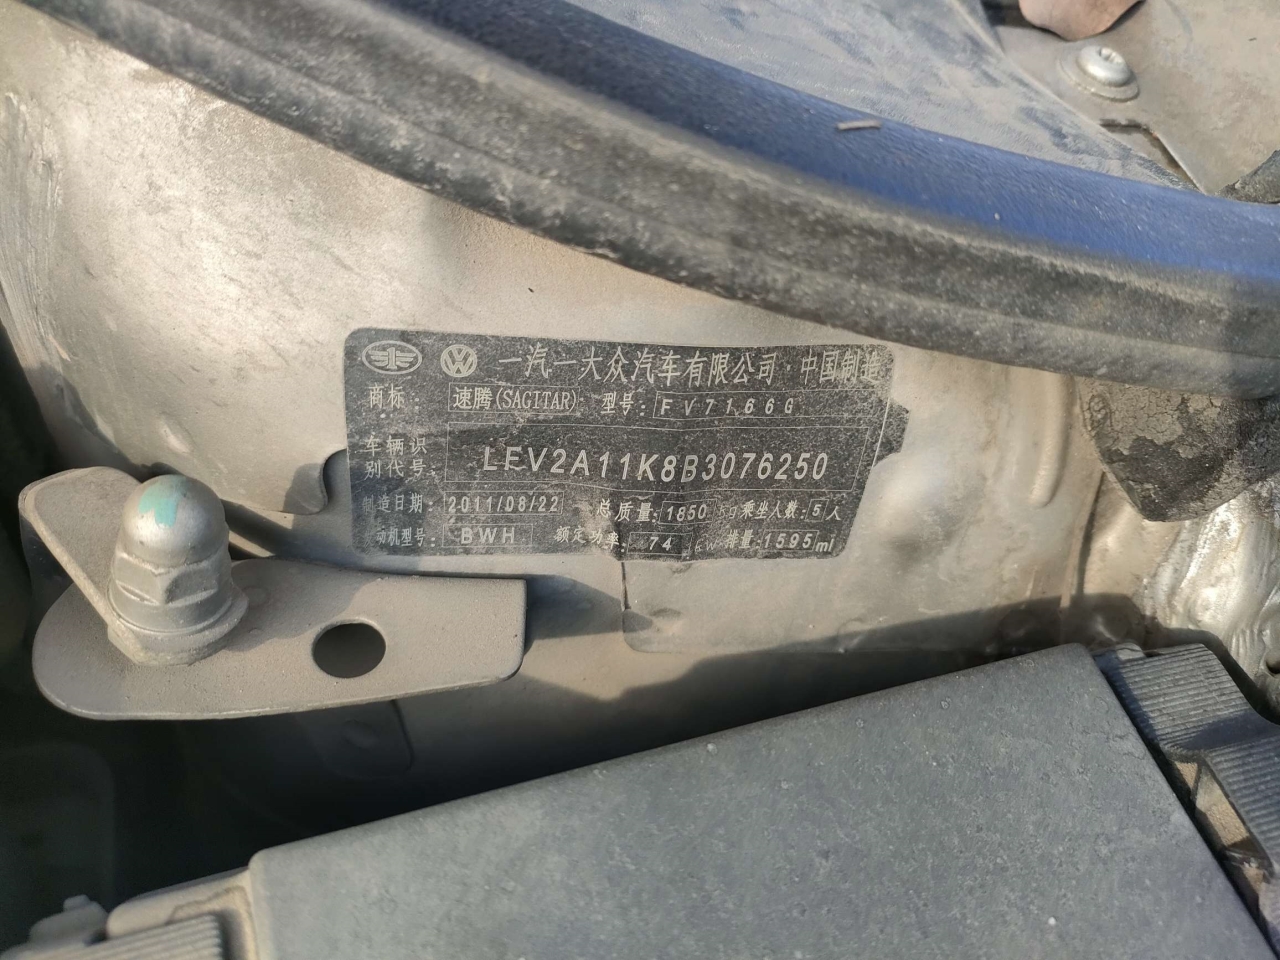 一汽一大众汽车有限公司·中国制造
商标: 速腾(SAGITAR) 型号: FV7166G
车辆识别代号: LFV2A11K8B3076250
制造日期: 2011/08/22 总质量: 1850 kg 乘坐人数: 5 人
动机型号: BWH 额定功率: 74 kw 排量: 1595 ml